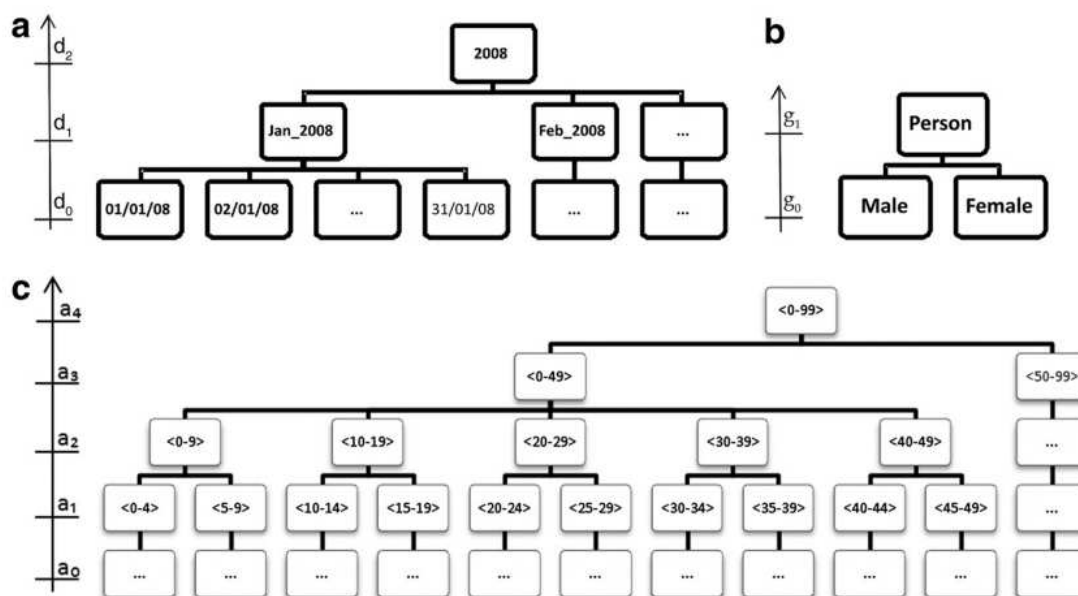 a
d2
2008
d1
Jan_2008
Feb_2008
...
d0
01/01/08
02/01/08
...
31/01/08
...
...
b
g1
Person
g0
Male
Female
c
a4
<0-99>
a3
<0-49>
<50-99>
a2
<0-9>
<10-19>
<20-29>
<30-39>
<40-49>
...
a1
<0-4>
<5-9>
<10-14>
<15-19>
<20-24>
<25-29>
<30-34>
<35-39>
<40-44>
<45-49>
...
a0
...
...
...
...
...
...
...
...
...
...
...